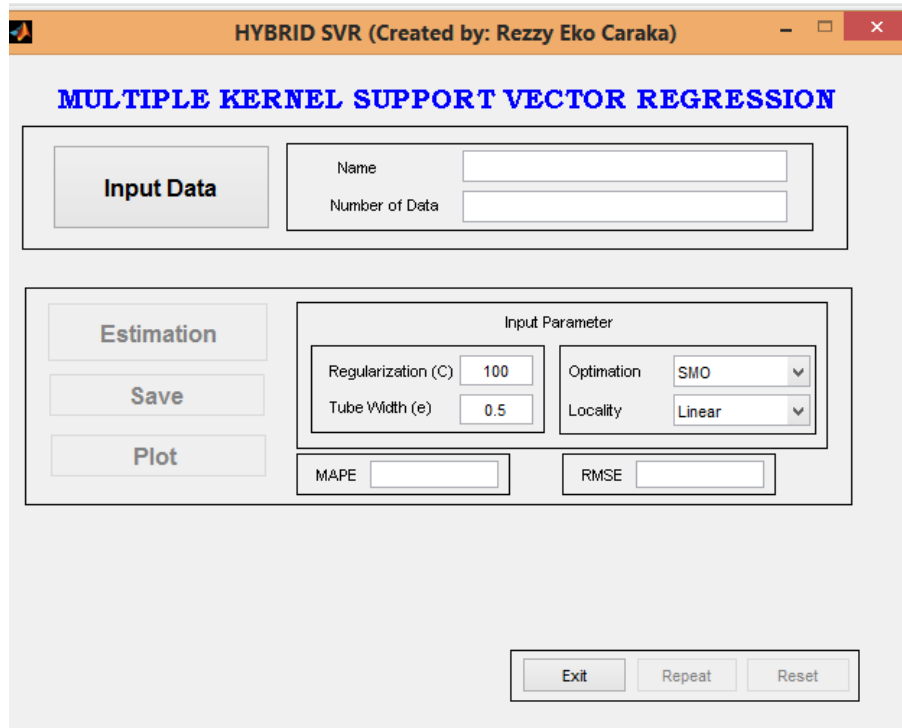 HYBRID SVR (Created by: Rezzy Eko Caraka)
MULTIPLE KERNEL SUPPORT VECTOR REGRESSION
Input Data
Name
Number of Data
Estimation
Save
Plot
Input Parameter
Regularization (C) 100
Tube Width (e) 0.5
Optimation SMO
Locality Linear
MAPE
RMSE
Exit Repeat Reset